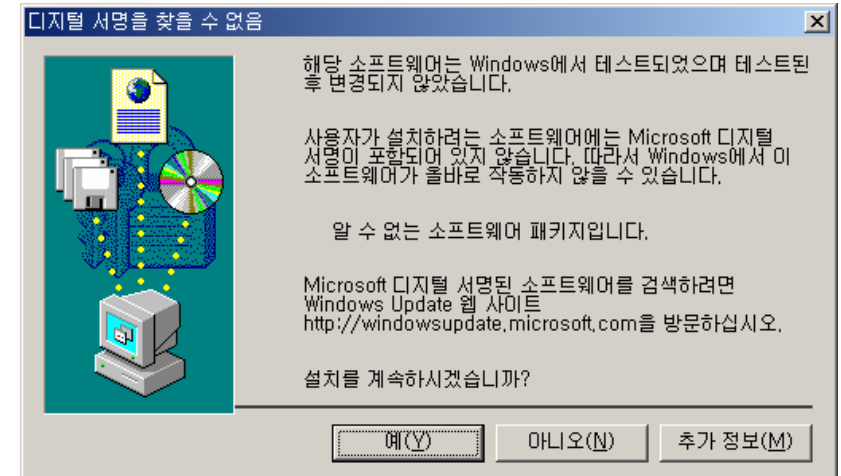 디지털 서명을 찾을 수 없음
해당 소프트웨어는 Windows에서 테스트되었으며 테스트된
후 변경되지 않았습니다.
사용자가 설치하려는 소프트웨어에는 Microsoft 디지털
서명이 포함되어 있지 않습니다. 따라서 Windows에서 이
소프트웨어가 올바로 작동하지 않을 수 있습니다.
알 수 없는 소프트웨어 패키지입니다.
Microsoft 디지털 서명된 소프트웨어를 검색하려면
Windows Update 웹 사이트
http://windowsupdate.microsoft.com을 방문하십시오.
설치를 계속하시겠습니까?
예(Y) 아니오(N) 추가 정보(M)